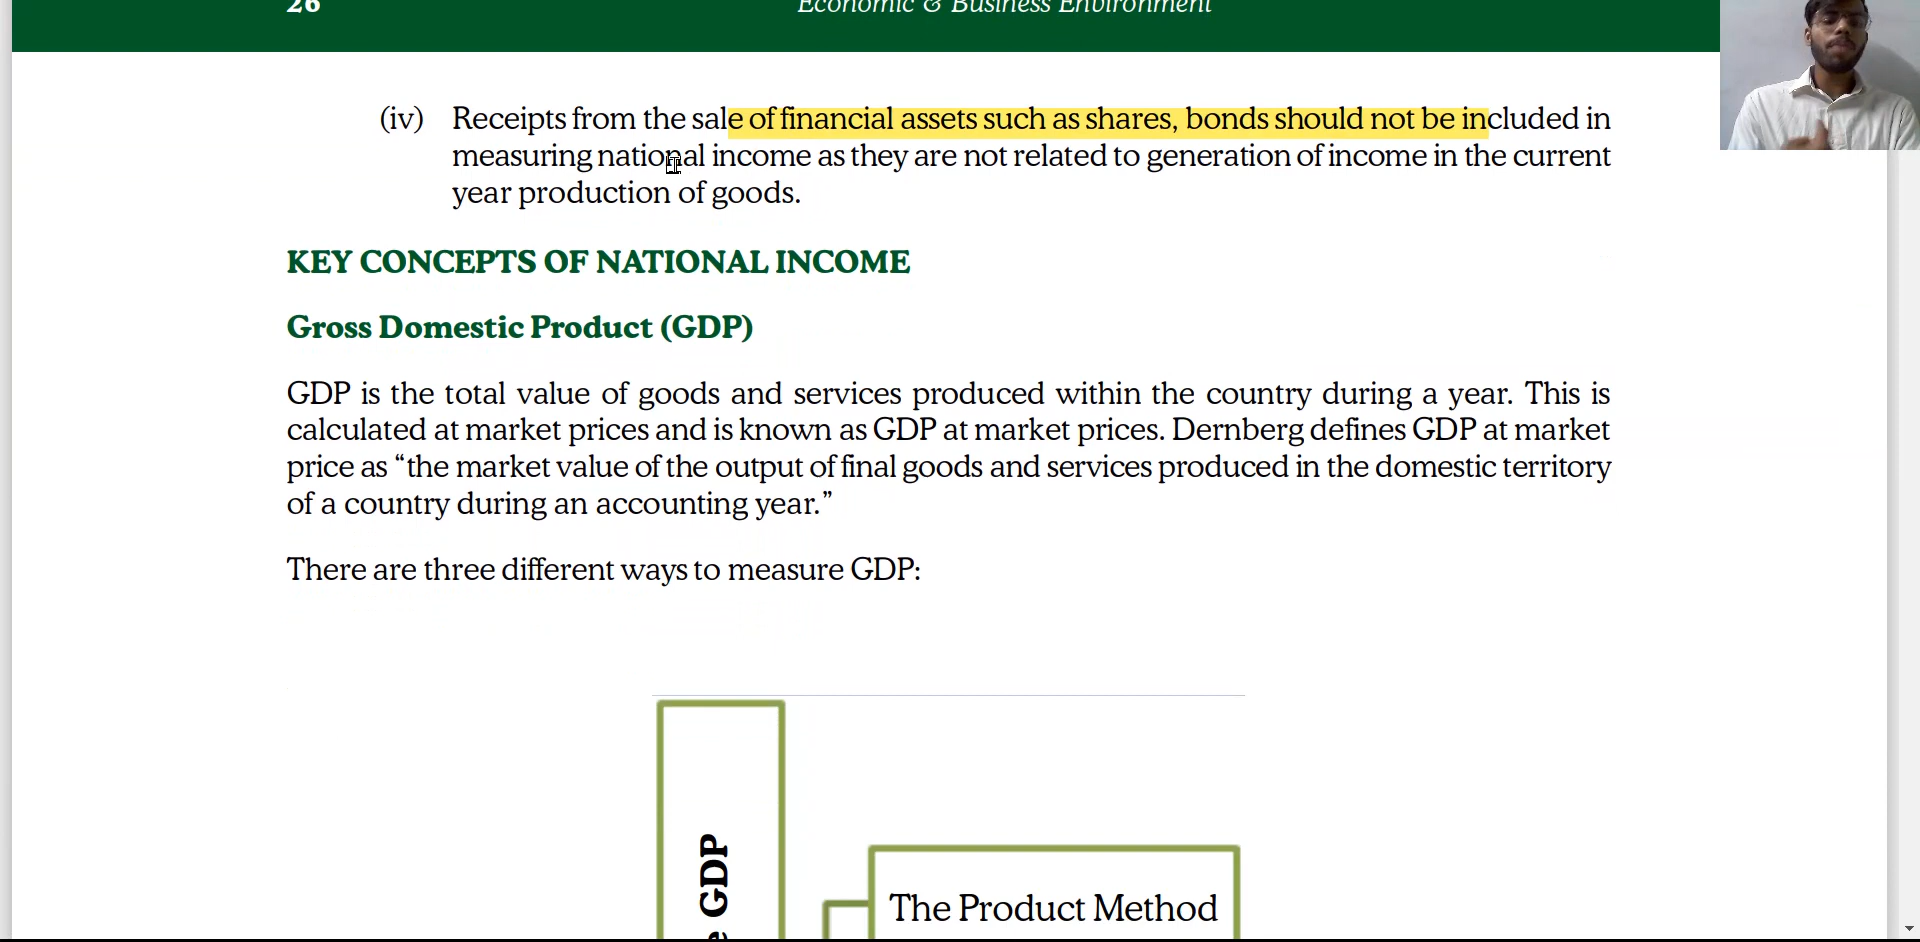 26 Economic & Business Environment
(iv) Receipts from the sale of financial assets such as shares, bonds should not be included in
measuring national income as they are not related to generation of income in the current
year production of goods.
KEY CONCEPTS OF NATIONAL INCOME
Gross Domestic Product (GDP)
GDP is the total value of goods and services produced within the country during a year. This is
calculated at market prices and is known as GDP at market prices. Dernberg defines GDP at market
price as “the market value of the output of final goods and services produced in the domestic territory
of a country during an accounting year.”
There are three different ways to measure GDP:
GDP
The Product Method